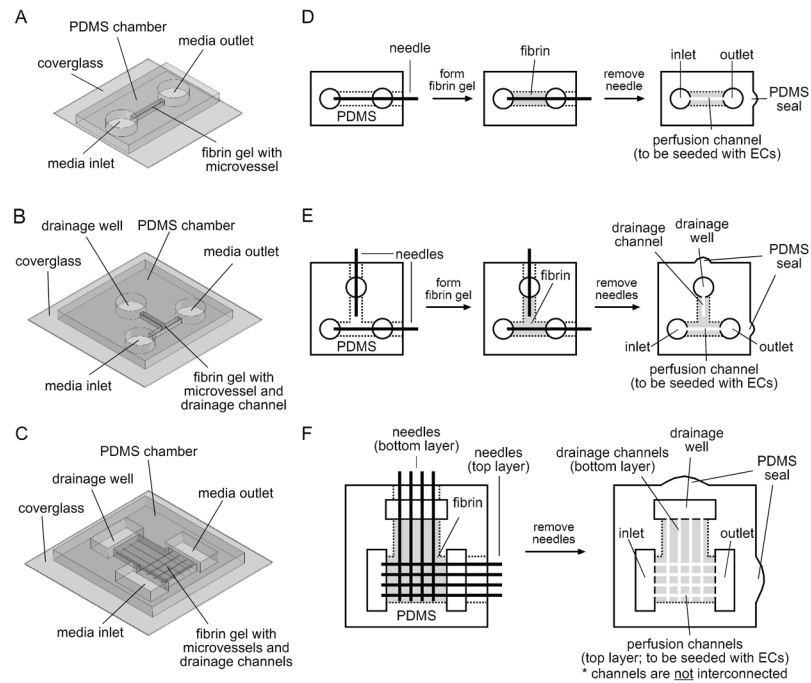 A
PDMS chamber
media outlet
coverglass
media inlet
fibrin gel with
microvessel
B
drainage well
PDMS chamber
media outlet
coverglass
media inlet
fibrin gel with
microvessel and
drainage channel
C
PDMS chamber
drainage well
media outlet
coverglass
media inlet
fibrin gel with
microvessels and
drainage channels
D
needle
PDMS
form
fibrin gel
fibrin
remove
needle
inlet
outlet
PDMS
seal
perfusion channel
(to be seeded with ECs)
E
needles
PDMS
form
fibrin gel
fibrin
remove
needles
drainage
channel
drainage
well
PDMS
seal
inlet
outlet
perfusion channel
(to be seeded with ECs)
F
needles
(bottom layer)
needles
(top layer)
fibrin
PDMS
remove
needles
drainage channels
(bottom layer)
drainage
well
PDMS
seal
inlet
outlet
perfusion channels
(top layer; to be seeded with ECs)
* channels are not interconnected